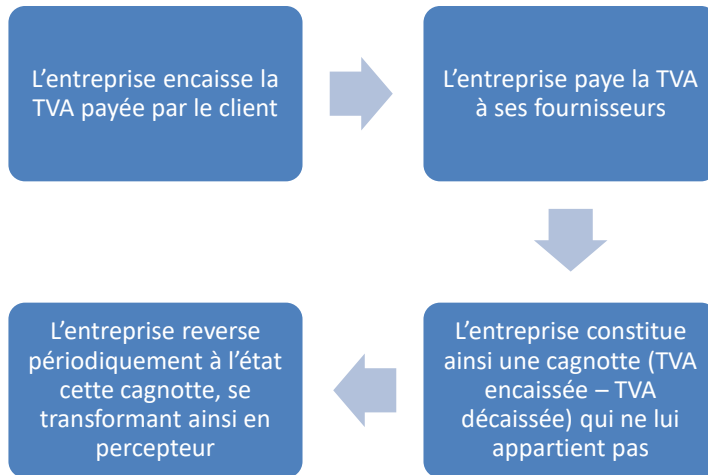 L’entreprise encaisse la
TVA payée par le client
L’entreprise paye la TVA
à ses fournisseurs
L’entreprise constitue
ainsi une cagnotte (TVA
encaissée – TVA
décaissée) qui ne lui
appartient pas
L’entreprise reverse
périodiquement à l’état
cette cagnotte, se
transformant ainsi en
percepteur